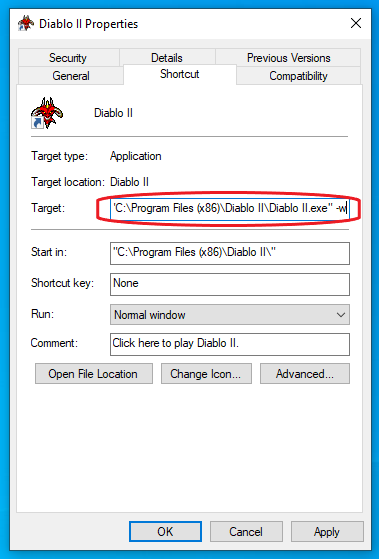 Diablo II Properties
Security Details Previous Versions
General Shortcut Compatibility
Diablo II
Target type: Application
Target location: Diablo II
Target: "C:\Program Files (x86)\Diablo II\Diablo II.exe" -w
Start in: "C:\Program Files (x86)\Diablo II\"
Shortcut key: None
Run: Normal window
Comment: Click here to play Diablo II.
Open File Location Change Icon... Advanced...
OK Cancel Apply